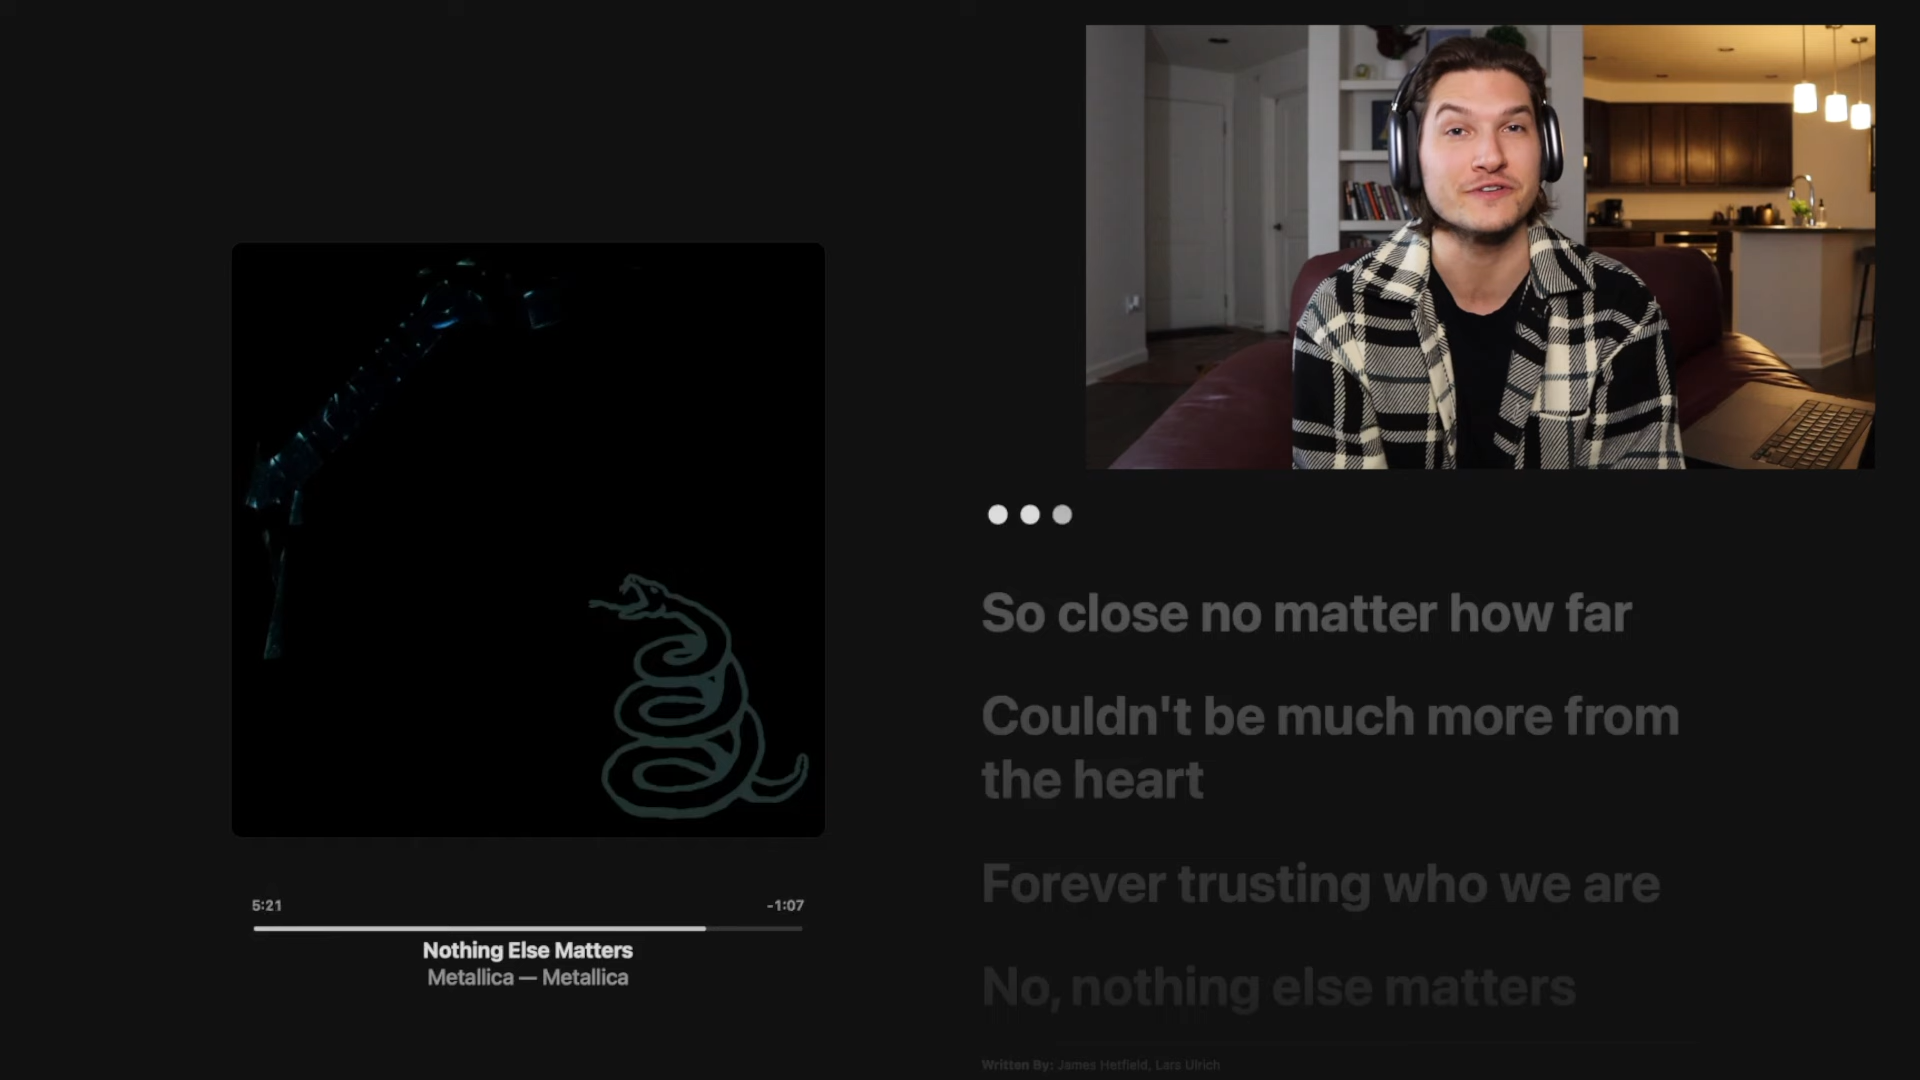 So close no matter how far
Couldn't be much more from
the heart
Forever trusting who we are
No, nothing else matters
Written By: James Hetfield, Lars Ulrich
5:21
-1:07
Nothing Else Matters
Metallica — Metallica